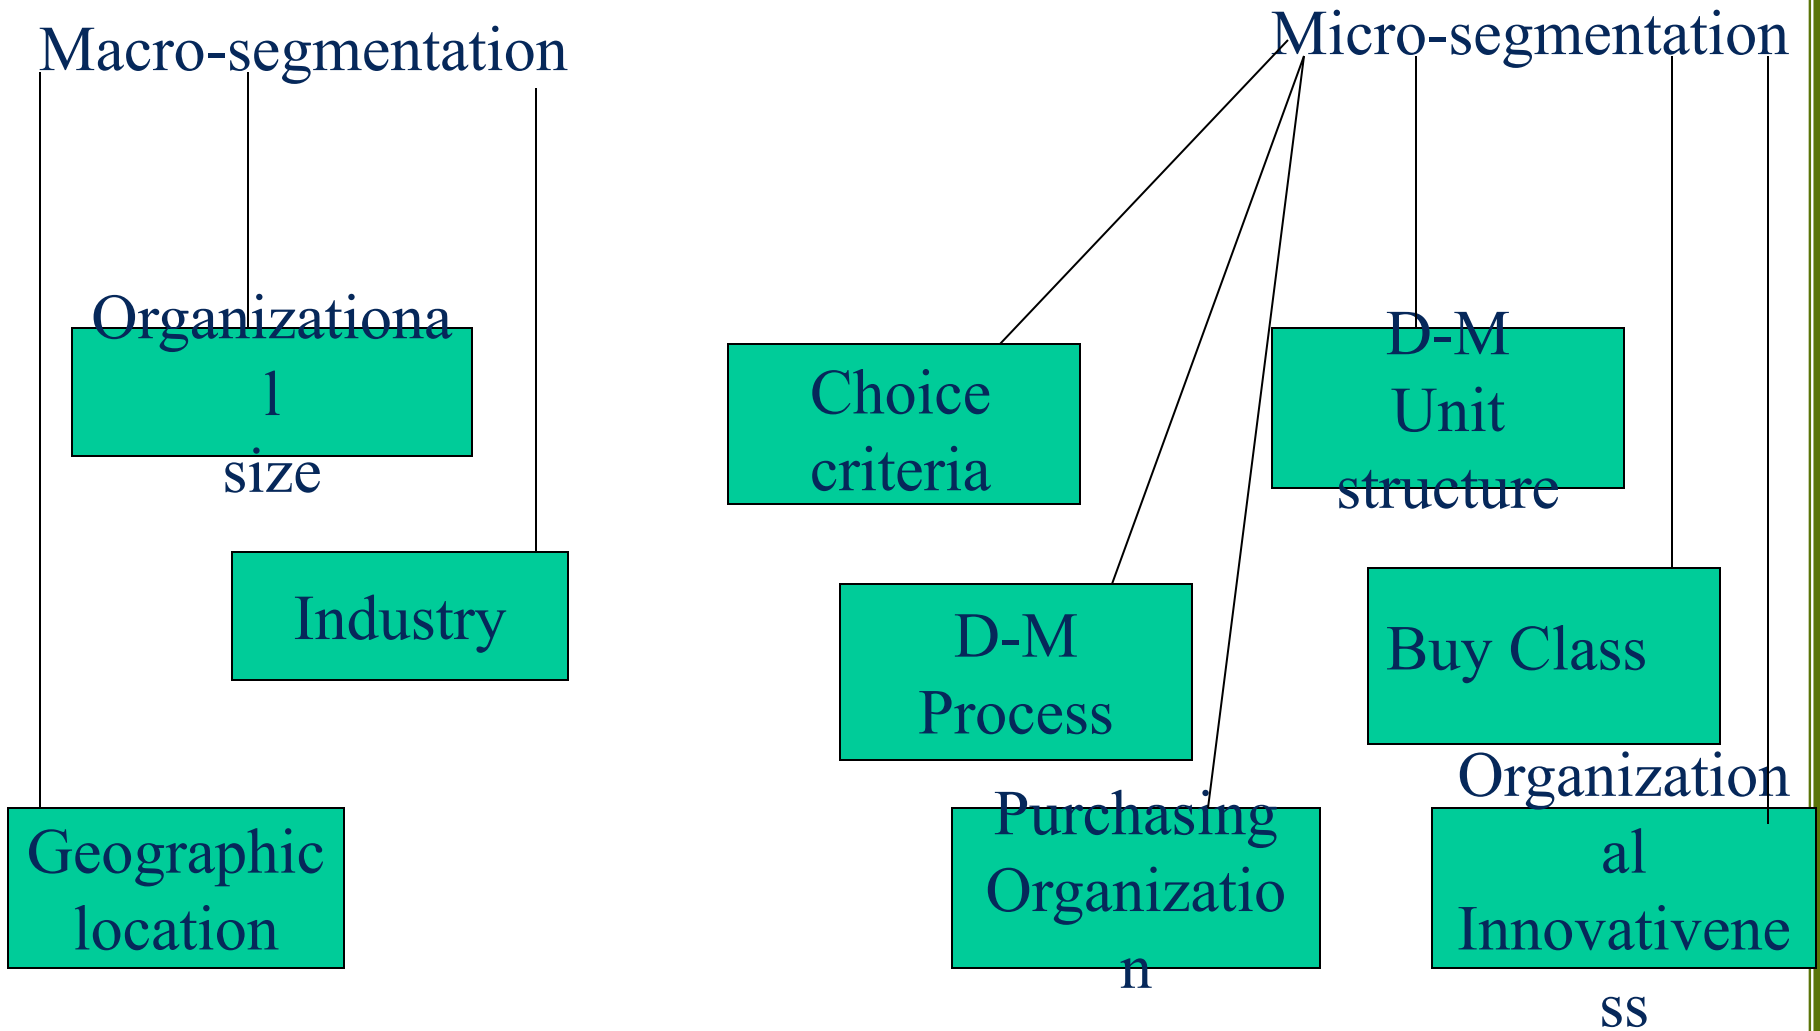 Macro-segmentation
Organizationa
l
size
Industry
Geographic
location
Micro-segmentation
Choice
criteria
D-M
Unit
structure
D-M
Process
Buy Class
Purchasing
Organizatio
n
Organization
al
Innovativene
ss